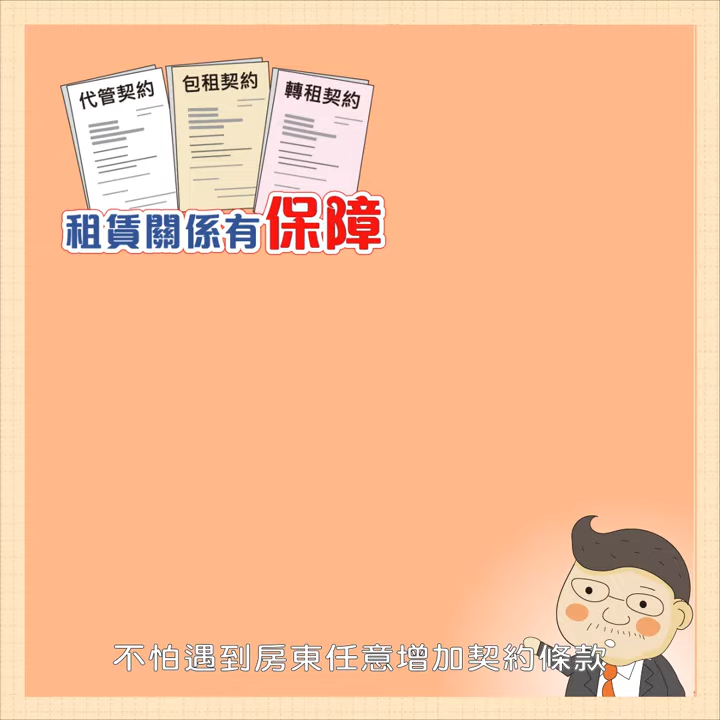 代管契約
包租契約
轉租契約
租賃關係有保障
不怕遇到房東任意增加契約條款